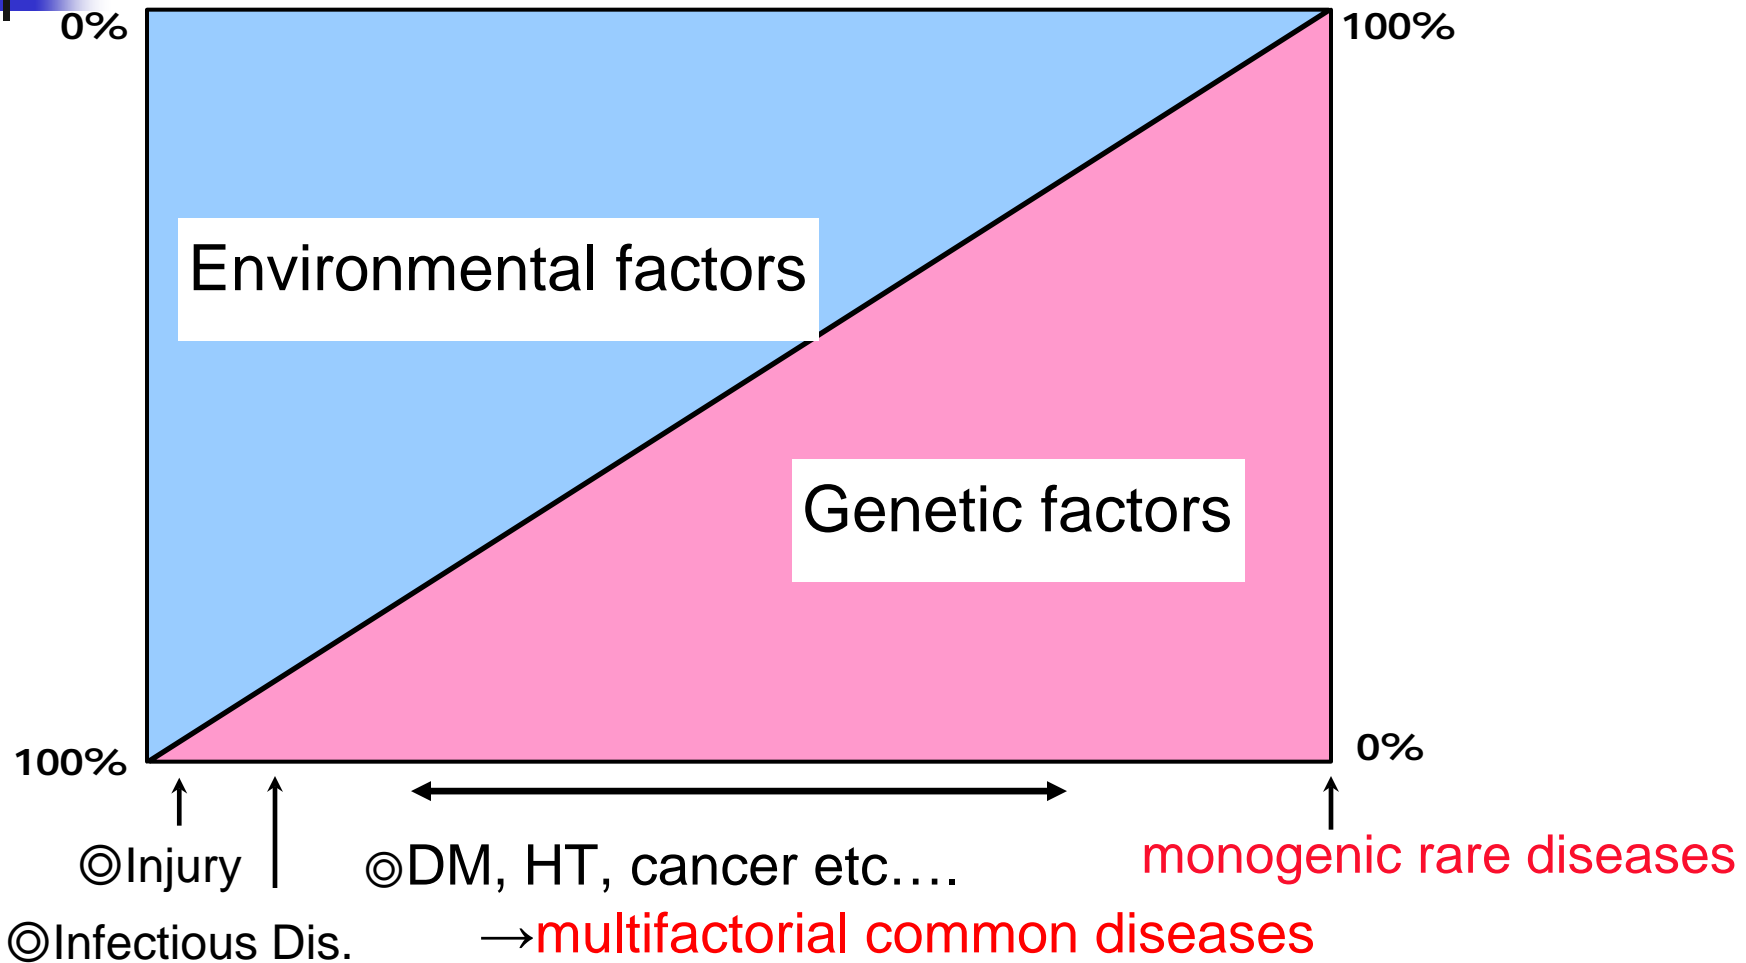 0%
100%
Environmental factors
Genetic factors
100%
0%
◎Injury
◎DM, HT, cancer etc....
monogenic rare diseases
◎Infectious Dis.
→multifactorial common diseases